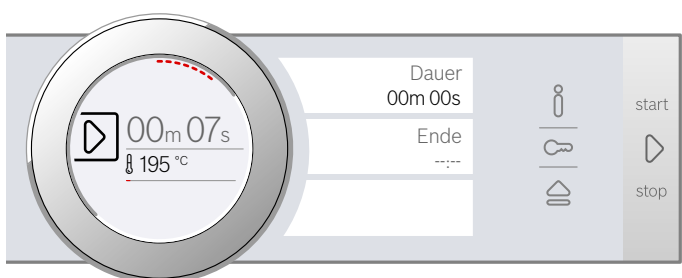 00m 07s
195 °C
Dauer
00m 00s
Ende
--:--
start
stop